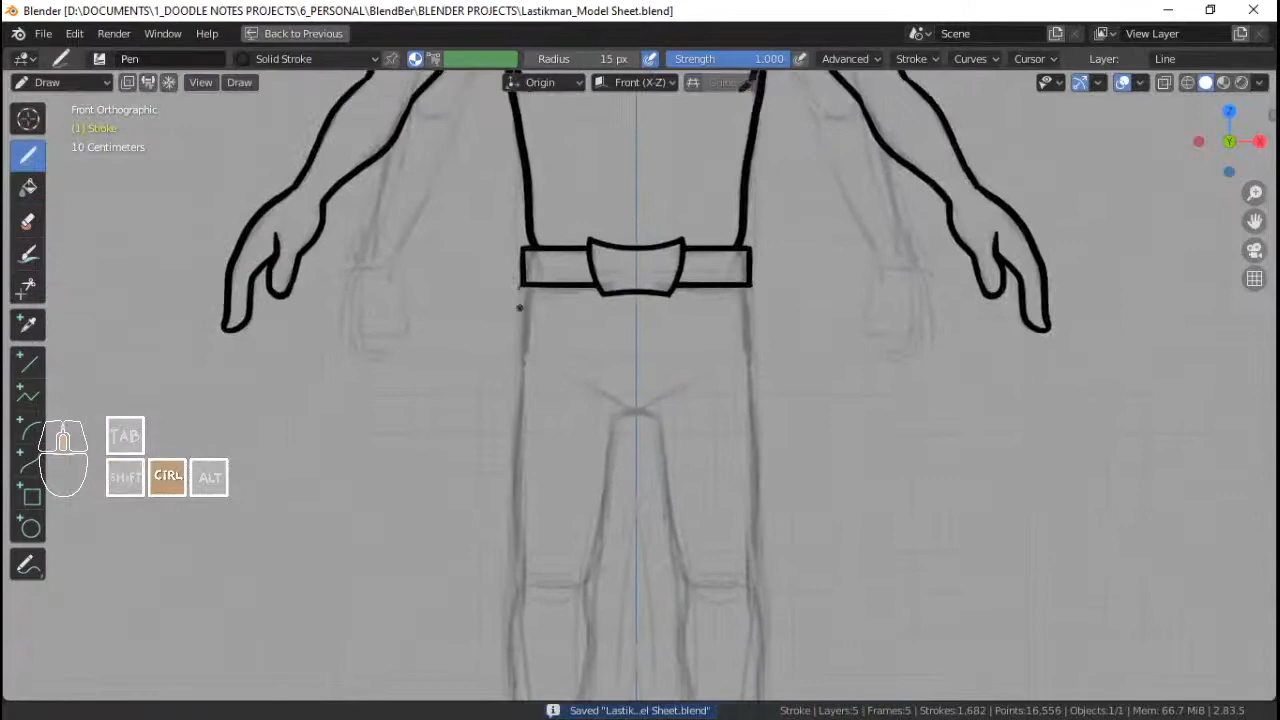 Blender [D:\DOCUMENTS\1_DOODLE NOTES PROJECTS\6_PERSONAL\BlendBer\BLENDER PROJECTS\Lastikman_Model Sheet.blend]
File Edit Render Window Help Back to Previous Scene View Layer
Pen Solid Stroke Radius 15 px Strength 1.000 Advanced Stroke Curves Cursor Layer: Line
Draw View Draw Origin Front (X-Z) Guides
Front Orthographic
(1) Stroke
10 Centimeters
Z
Y
X
TAB
SHIFT CTRL ALT
Saved "Lastik...el Sheet.blend"
Stroke | Layers:5 | Frames:5 | Strokes:1,682 | Points:16,556 | Objects:1/1 | Mem: 66.7 MiB | 2.83.5